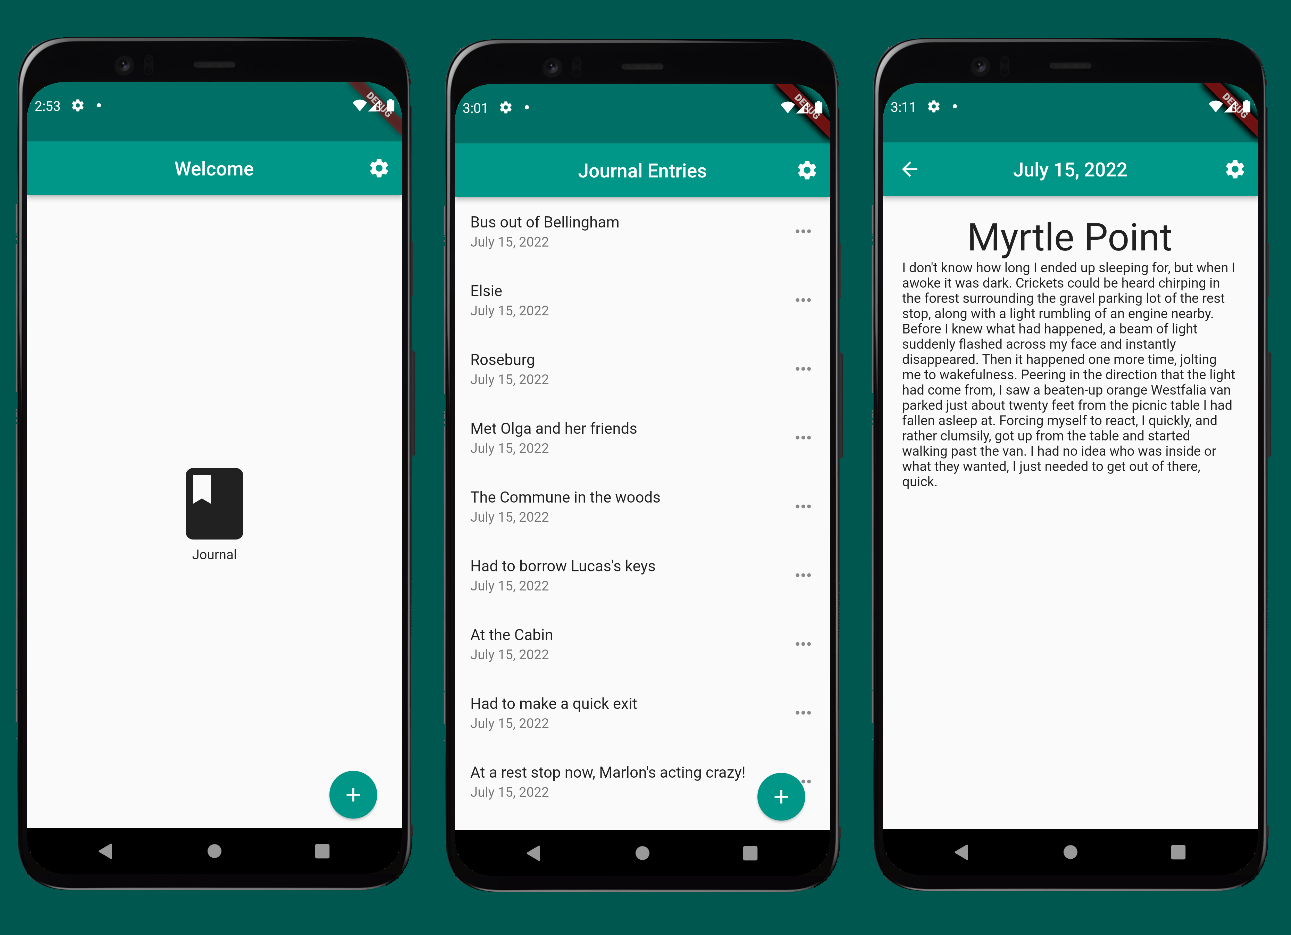 2:53
DEBUG
Welcome
Journal
3:01
DEBUG
Journal Entries
Bus out of Bellingham
July 15, 2022
Elsie
July 15, 2022
Roseburg
July 15, 2022
Met Olga and her friends
July 15, 2022
The Commune in the woods
July 15, 2022
Had to borrow Lucas's keys
July 15, 2022
At the Cabin
July 15, 2022
Had to make a quick exit
July 15, 2022
At a rest stop now, Marlon's acting crazy!
July 15, 2022
3:11
DEBUG
July 15, 2022
Myrtle Point
I don't know how long I ended up sleeping for, but when I
awoke it was dark. Crickets could be heard chirping in
the forest surrounding the gravel parking lot of the rest
stop, along with a light rumbling of an engine nearby.
Before I knew what had happened, a beam of light
suddenly flashed across my face and instantly
disappeared. Then it happened one more time, jolting
me to wakefulness. Peering in the direction that the light
had come from, I saw a beaten-up orange Westfalia van
parked just about twenty feet from the picnic table I had
fallen asleep at. Forcing myself to react, I quickly, and
rather clumsily, got up from the table and started
walking past the van. I had no idea who was inside or
what they wanted, I just needed to get out of there,
quick.